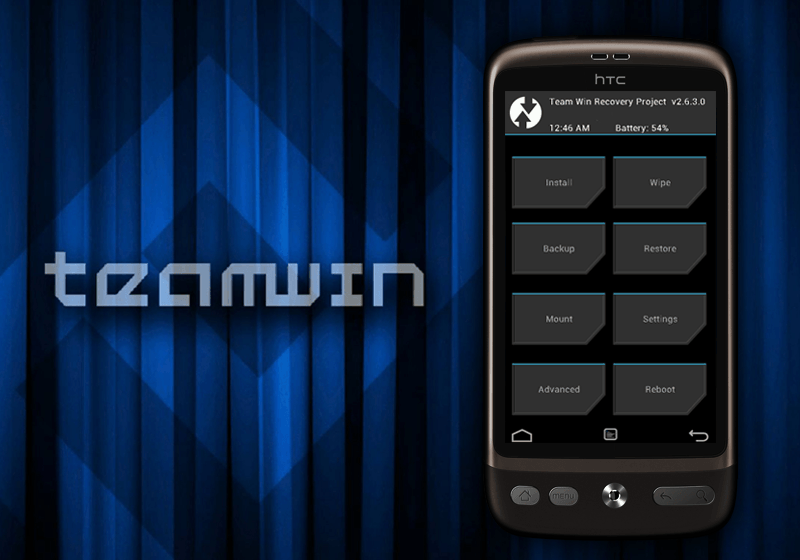 teamwin
hTC
Team Win Recovery Project v2.6.3.0
12:46 AM Battery: 54%
Install Wipe
Backup Restore
Mount Settings
Advanced Reboot
menu